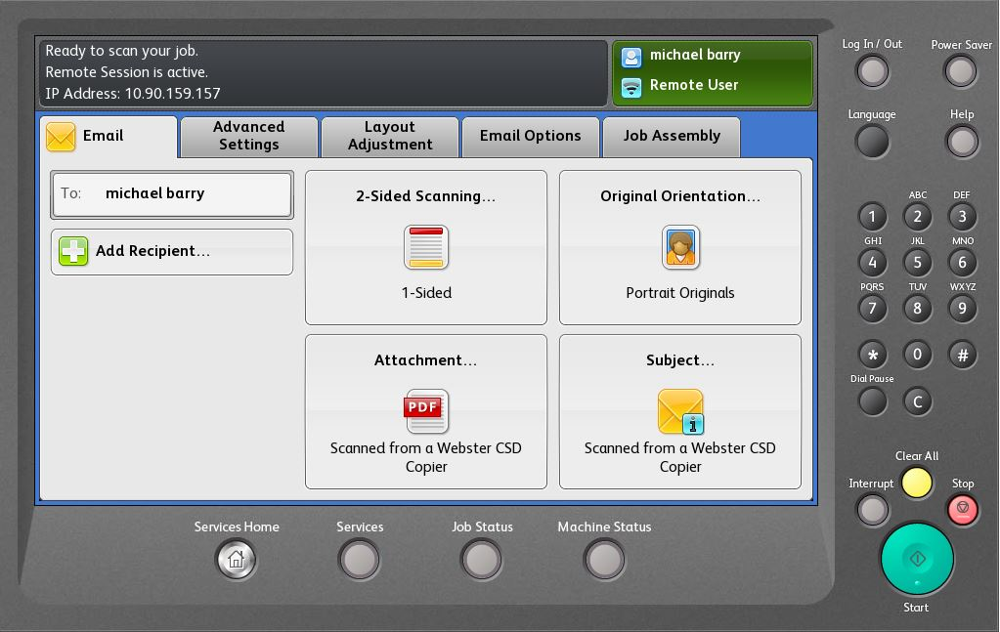 Ready to scan your job.
Remote Session is active.
IP Address: 10.90.159.157
michael barry
Remote User
Email
Advanced
Settings
Layout
Adjustment
Email Options
Job Assembly
To: michael barry
Add Recipient...
2-Sided Scanning...
1-Sided
Original Orientation...
Portrait Originals
Attachment...
PDF
Scanned from a Webster CSD
Copier
Subject...
i
Scanned from a Webster CSD
Copier
Services Home
Services
Job Status
Machine Status
Log In / Out
Power Saver
Language
Help
ABC DEF
1 2 3
GHI JKL MNO
4 5 6
PQRS TUV WXYZ
7 8 9
* 0 #
Dial Pause
C
Clear All
Interrupt
Stop
Start